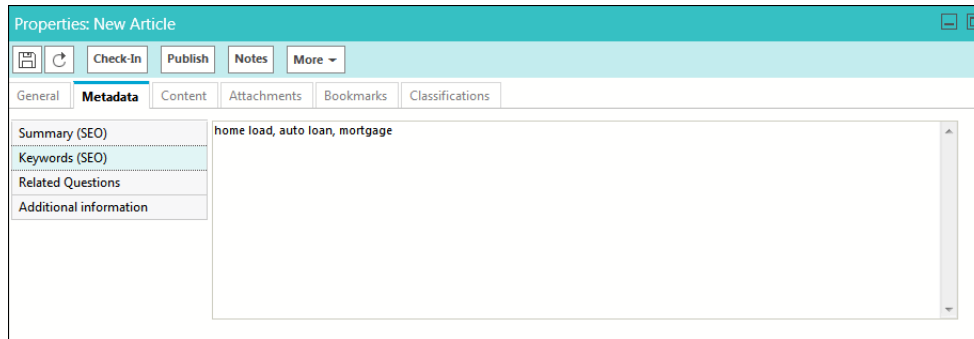 Properties: New Article
Check-In Publish Notes More
General Metadata Content Attachments Bookmarks Classifications
Summary (SEO)
home load, auto loan, mortgage
Keywords (SEO)
Related Questions
Additional information